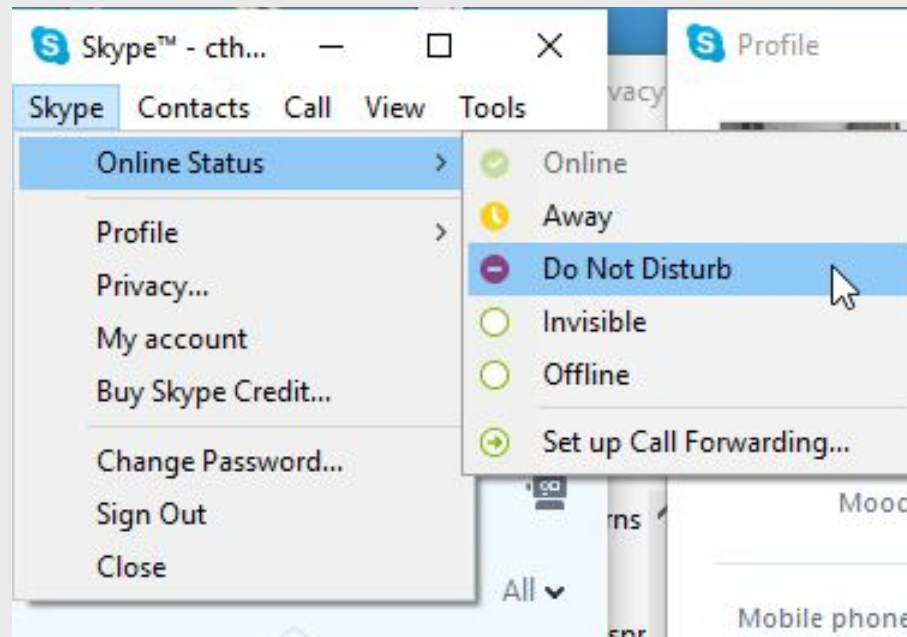 Skype™ - cth...
Profile
Skype Contacts Call View Tools
vacy
Online Status
Online
Away
Profile
Do Not Disturb
Privacy...
Invisible
My account
Offline
Buy Skype Credit...
Set up Call Forwarding...
Change Password...
Mood
Sign Out
rns
Close
All
Mobile phone